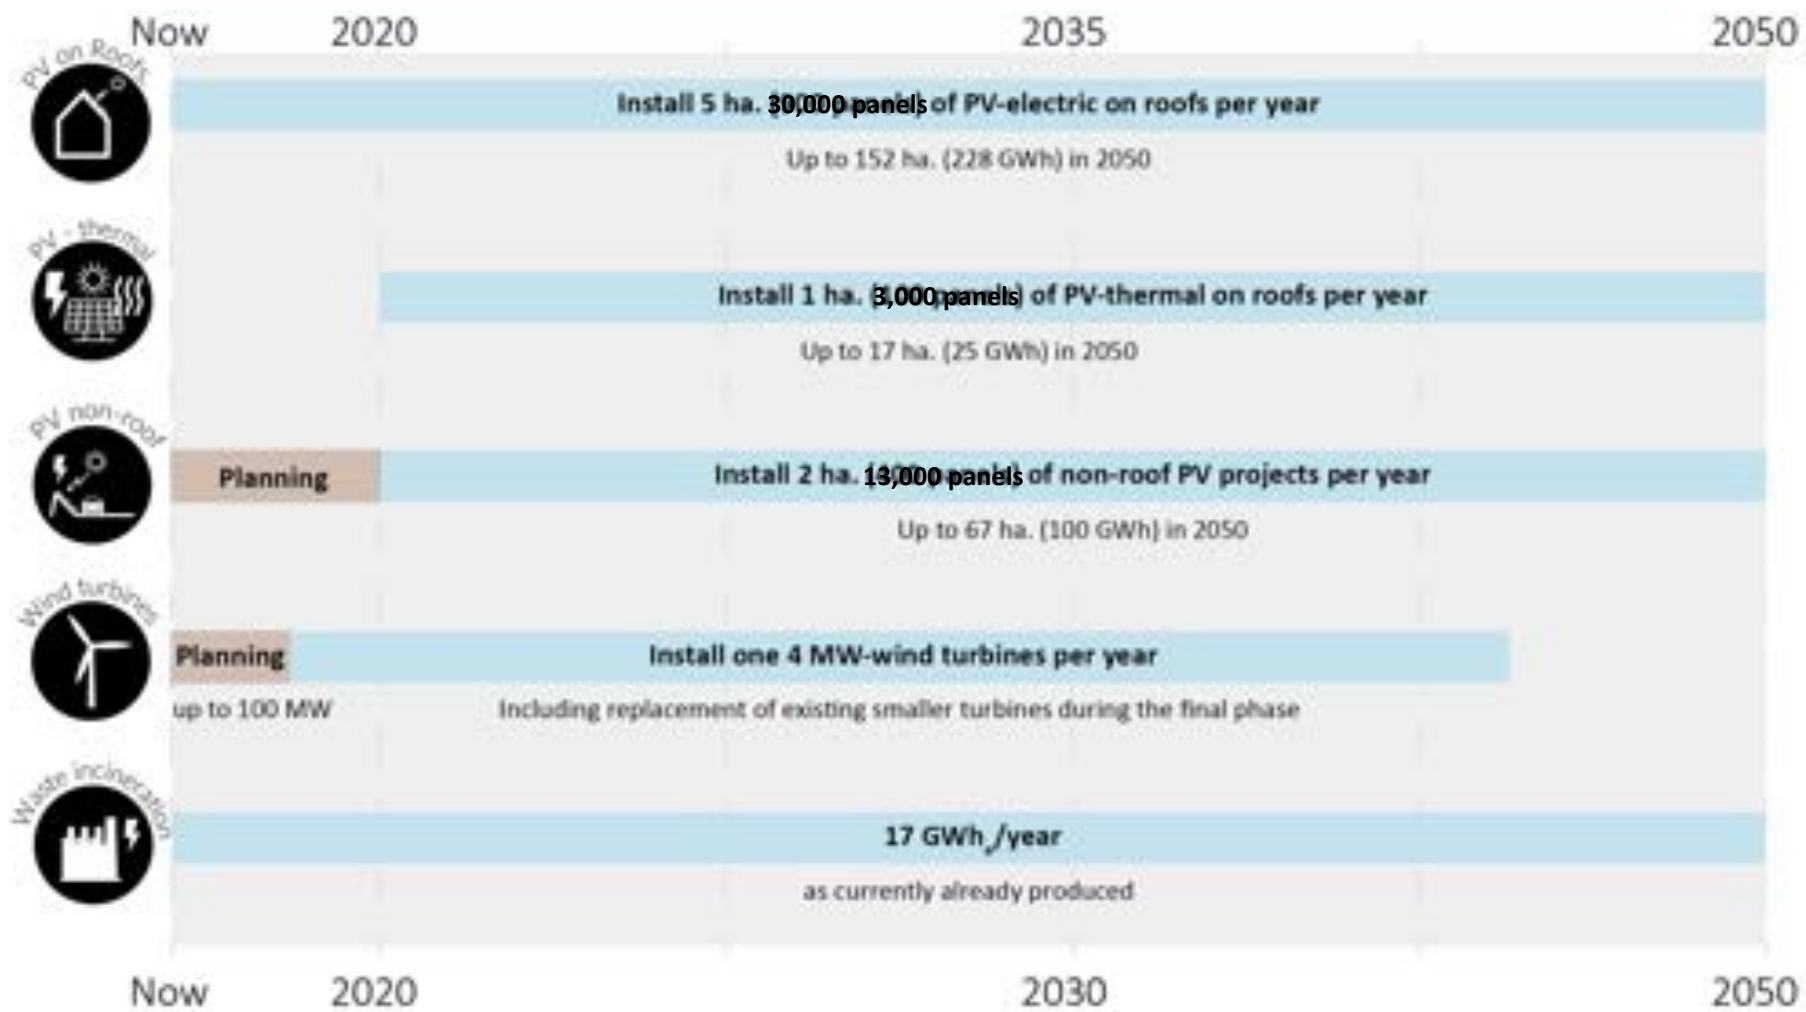 Now 2020 2035 2050
PV on Roofs
Install 5 ha. 30,000 panels of PV-electric on roofs per year
Up to 152 ha. (228 GWh) in 2050
PV - thermal
Install 1 ha. 3,000 panels) of PV-thermal on roofs per year
Up to 17 ha. (25 GWh) in 2050
PV non-roof
Planning
Install 2 ha. 13,000 panels of non-roof PV projects per year
Up to 67 ha. (100 GWh) in 2050
Wind turbines
Planning
Install one 4 MW-wind turbines per year
up to 100 MW
Including replacement of existing smaller turbines during the final phase
Waste incineration
17 GWh /year
as currently already produced
Now 2020 2030 2050